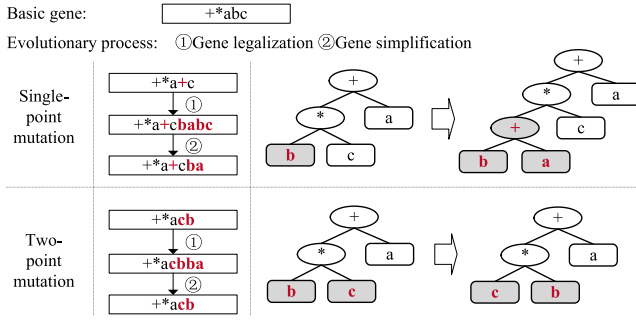 Basic gene: +*abc
Evolutionary process: ①Gene legalization ②Gene simplification
Single-
point
mutation
+*a+c
①
+*a+cbabc
②
+*a+cba
+
*
a
b
c
+
*
a
+
c
b
a
Two-
point
mutation
+*acb
①
+*acbba
②
+*acb
+
*
a
b
c
+
*
a
c
b